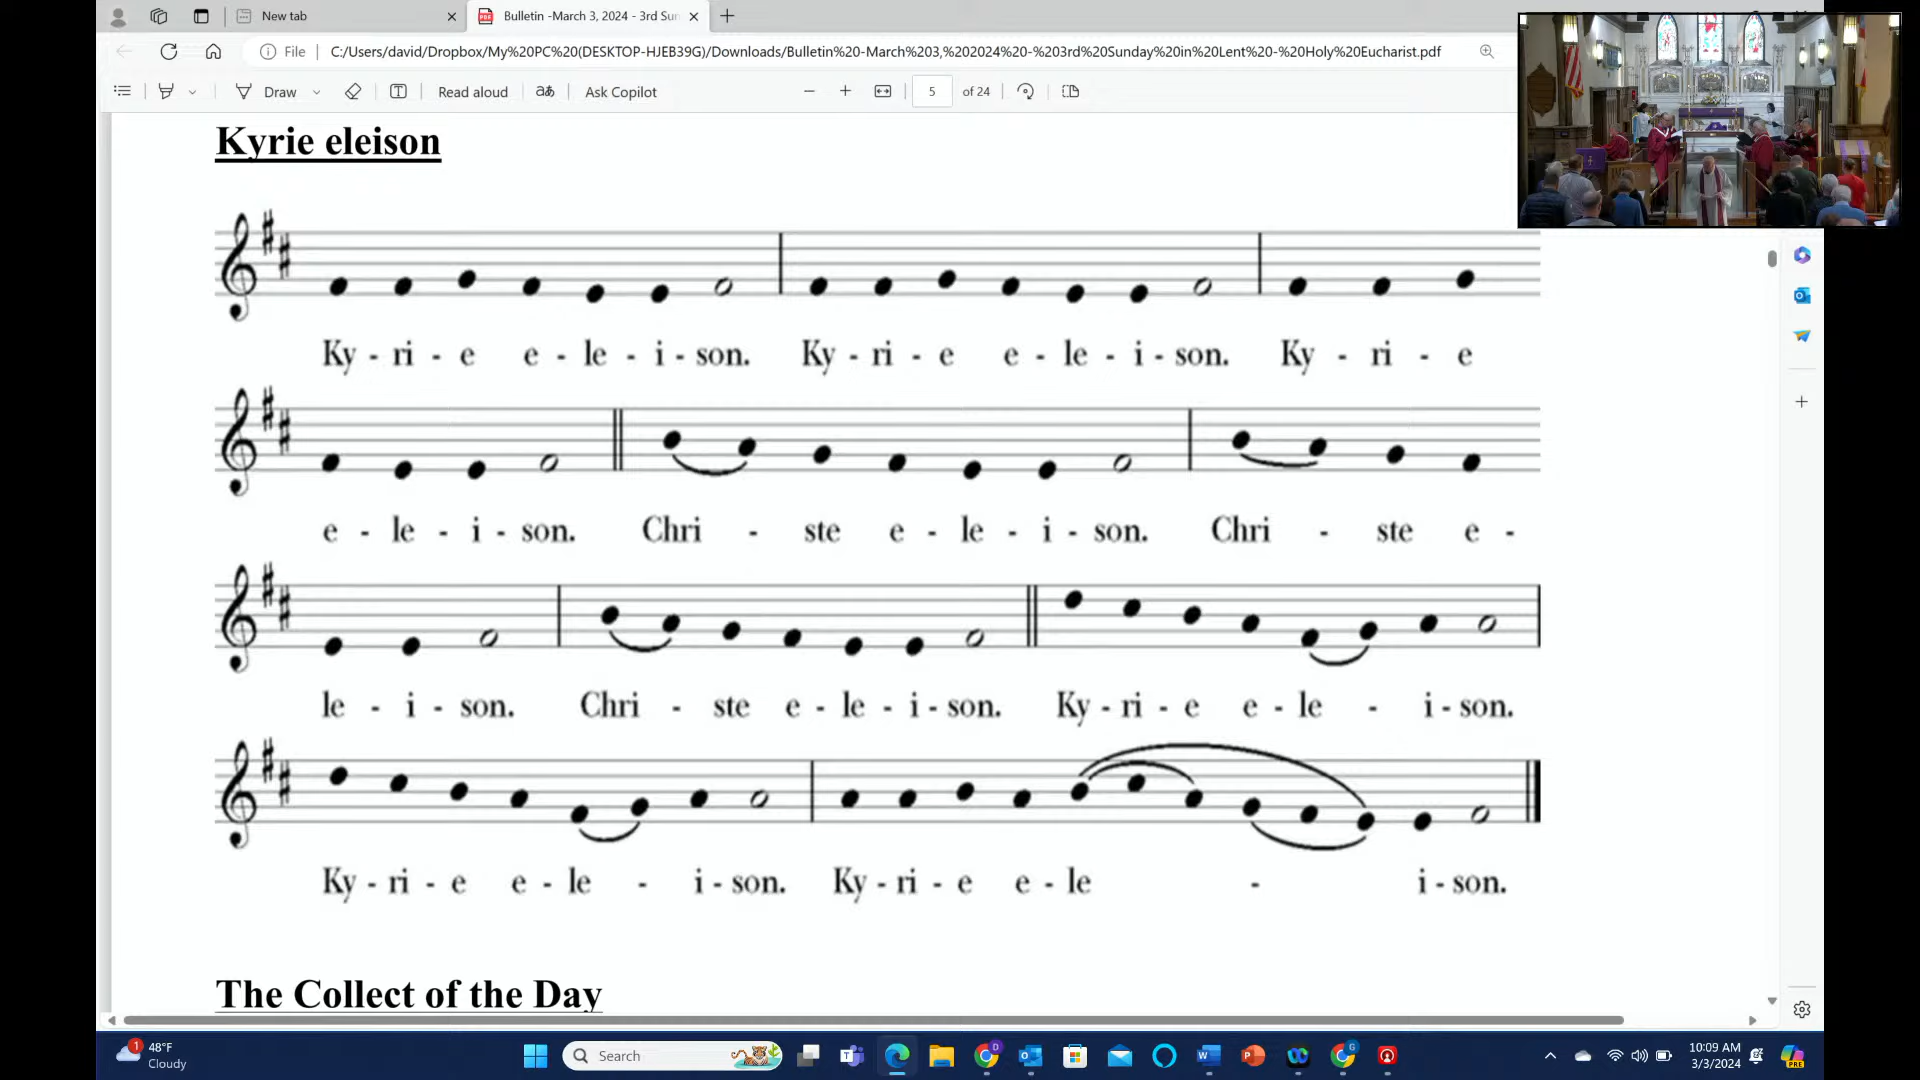 New tab
Bulletin -March 3, 2024 - 3rd Sun
File
C:/Users/david/Dropbox/My%20PC%20(DESKTOP-HJEB39G)/Downloads/Bulletin%20-March%203,%202024%20-%203rd%20Sunday%20in%20Lent%20-%20Holy%20Eucharist.pdf
Draw
Read aloud
Ask Copilot
5 of 24
Kyrie eleison
Ky - ri - e e - le - i - son. Ky - ri - e e - le - i - son. Ky - ri - e
e - le - i - son. Chri - ste e - le - i - son. Chri - ste e -
le - i - son. Chri - ste e - le - i - son. Ky - ri - e e - le - i - son.
Ky - ri - e e - le - i - son. Ky - ri - e e - le - i - son.
The Collect of the Day
1
48°F
Cloudy
Search
10:09 AM
3/3/2024